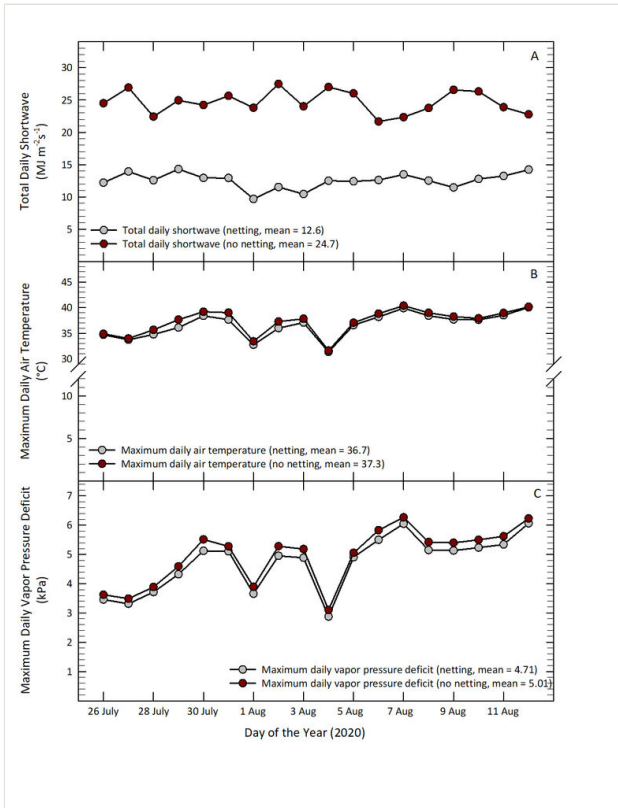 A
Total Daily Shortwave
(MJ m⁻²s⁻¹)
30
25
20
15
10
5
Total daily shortwave (netting, mean = 12.6)
Total daily shortwave (no netting, mean = 24.7)
B
Maximum Daily Air Temperature
(°C)
45
40
35
30
10
5
Maximum daily air temperature (netting, mean = 36.7)
Maximum daily air temperature (no netting, mean = 37.3)
C
Maximum Daily Vapor Pressure Deficit
(kPa)
7
6
5
4
3
2
1
Maximum daily vapor pressure deficit (netting, mean = 4.71)
Maximum daily vapor pressure deficit (no netting, mean = 5.01)
26 July 28 July 30 July 1 Aug 3 Aug 5 Aug 7 Aug 9 Aug 11 Aug
Day of the Year (2020)